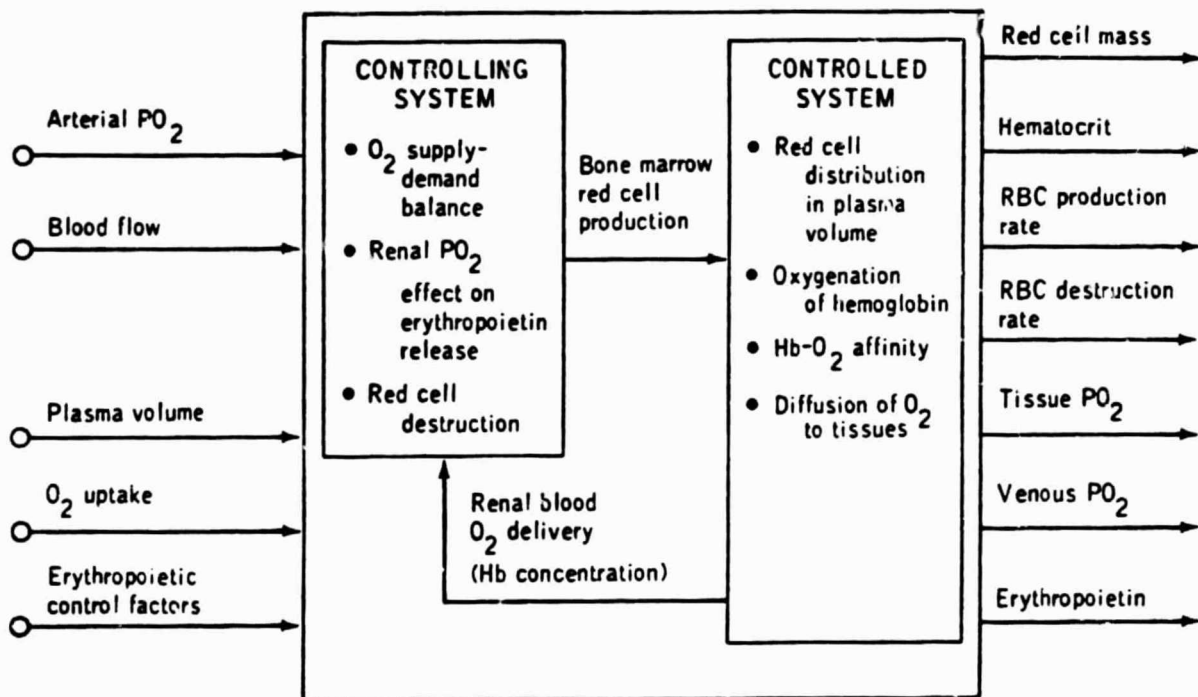 Arterial PO2
Blood flow
Plasma volume
O2 uptake
Erythropoietic
control factors
CONTROLLING
SYSTEM
• O2 supply-
demand
balance
• Renal PO2
effect on
erythropoietin
release
• Red cell
destruction
Bone marrow
red cell
production
Renal blood
O2 delivery
(Hb concentration)
CONTROLLED
SYSTEM
• Red cell
distribution
in plasma
volume
• Oxygenation
of hemoglobin
• Hb-O2 affinity
• Diffusion of O2
to tissues
Red cell mass
Hematocrit
RBC production
rate
RBC destruction
rate
Tissue PO2
Venous PO2
Erythropoietin